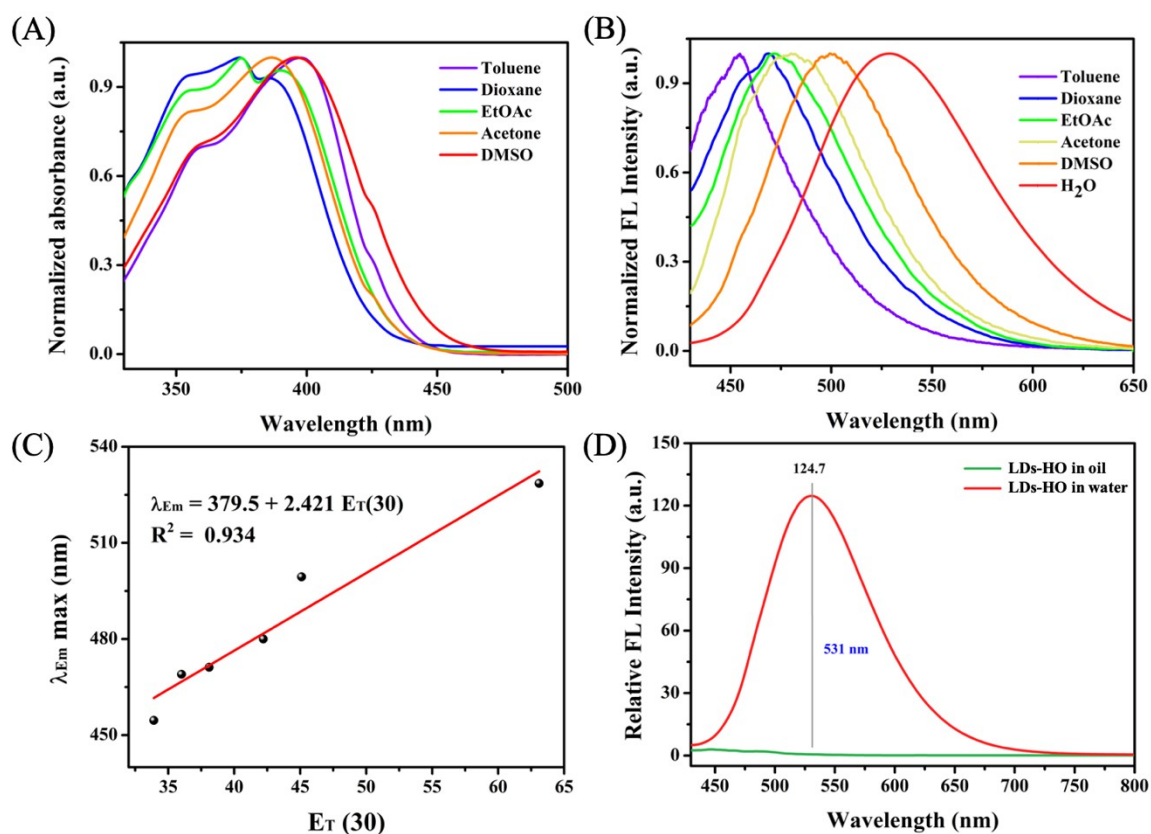 (A)
Normalized absorbance (a.u.)
0.9
0.6
0.3
0.0
350
400
450
500
Wavelength (nm)
Toluene
Dioxane
EtOAc
Acetone
DMSO
(B)
Normalized FL Intensity (a.u.)
0.9
0.6
0.3
0.0
450
500
550
600
650
Wavelength (nm)
Toluene
Dioxane
EtOAc
Acetone
DMSO
H₂O
(C)
λEm max (nm)
540
510
480
450
35
40
45
50
55
60
65
ET (30)
λEm = 379.5 + 2.421 ET(30)
R² = 0.934
(D)
Relative FL Intensity (a.u.)
150
120
90
60
30
0
450
500
550
600
650
700
750
800
Wavelength (nm)
124.7
531 nm
LDs-HO in oil
LDs-HO in water